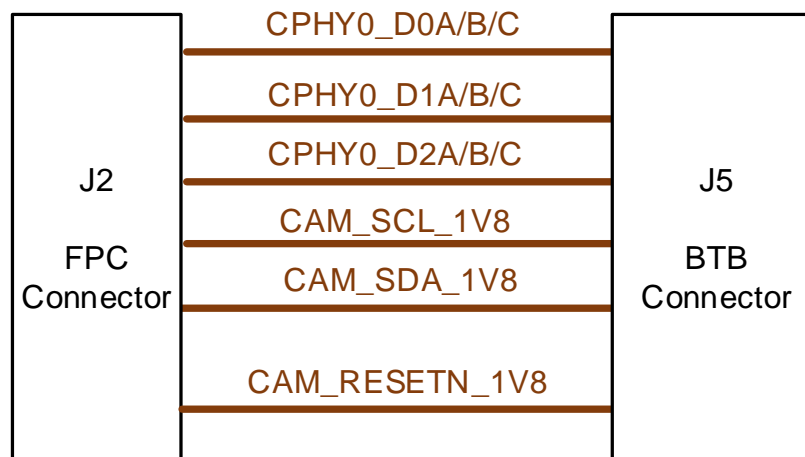 CPHY0_D0A/B/C
CPHY0_D1A/B/C
CPHY0_D2A/B/C
J2
J5
CAM_SCL_1V8
FPC
Connector
BTB
Connector
CAM_SDA_1V8
CAM_RESETN_1V8